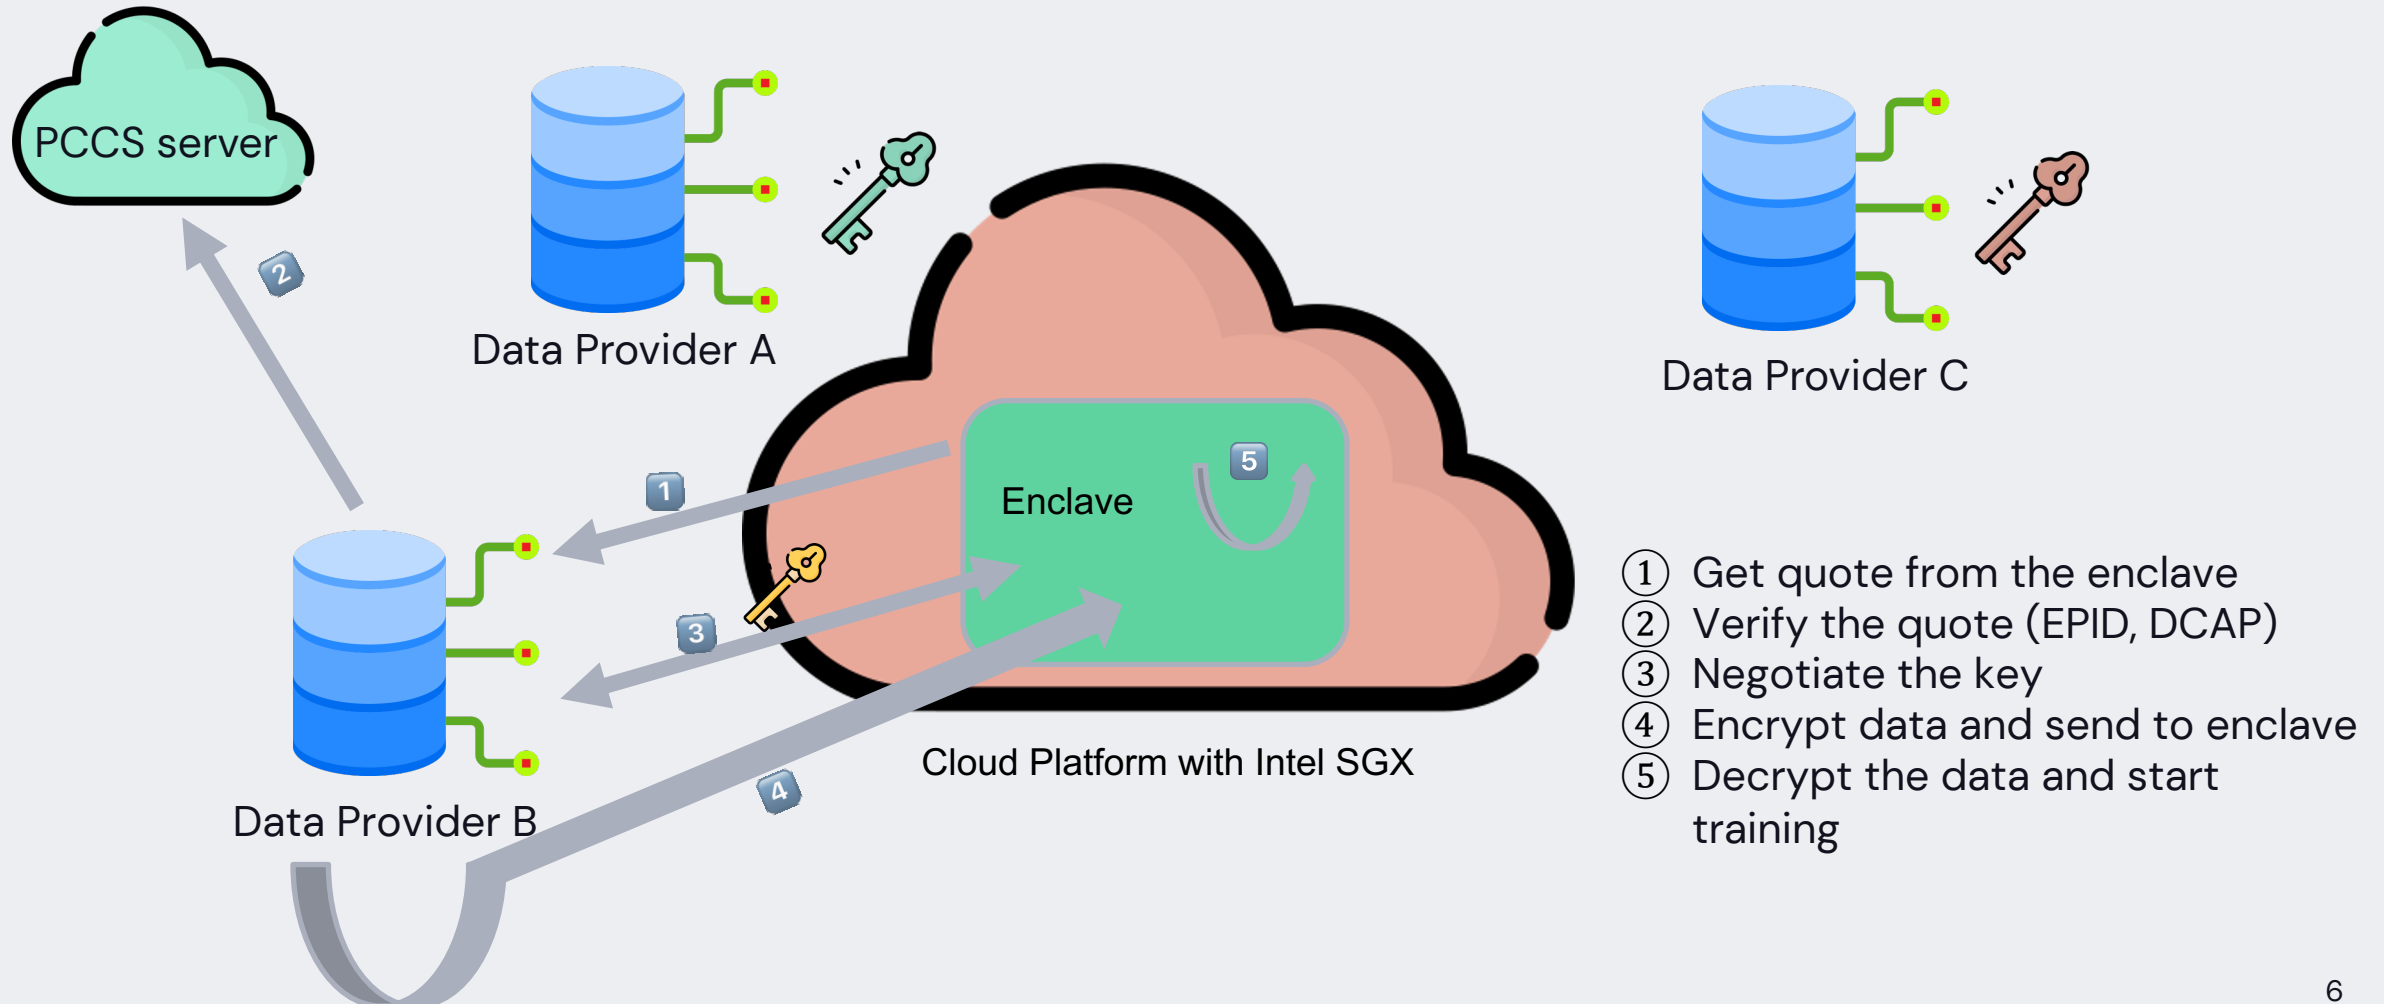 PCCS server
2
Data Provider A
Data Provider C
1
5
Enclave
3
4
Data Provider B
Cloud Platform with Intel SGX
① Get quote from the enclave
② Verify the quote (EPID, DCAP)
③ Negotiate the key
④ Encrypt data and send to enclave
⑤ Decrypt the data and start
training
6